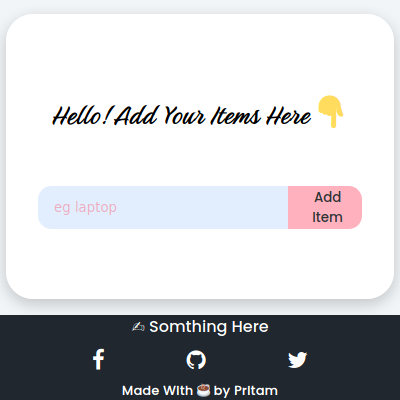 Hello! Add Your Items Here 👇
eg laptop
Add
Item
✍ Somthing Here
Made With ☕ by Pritam